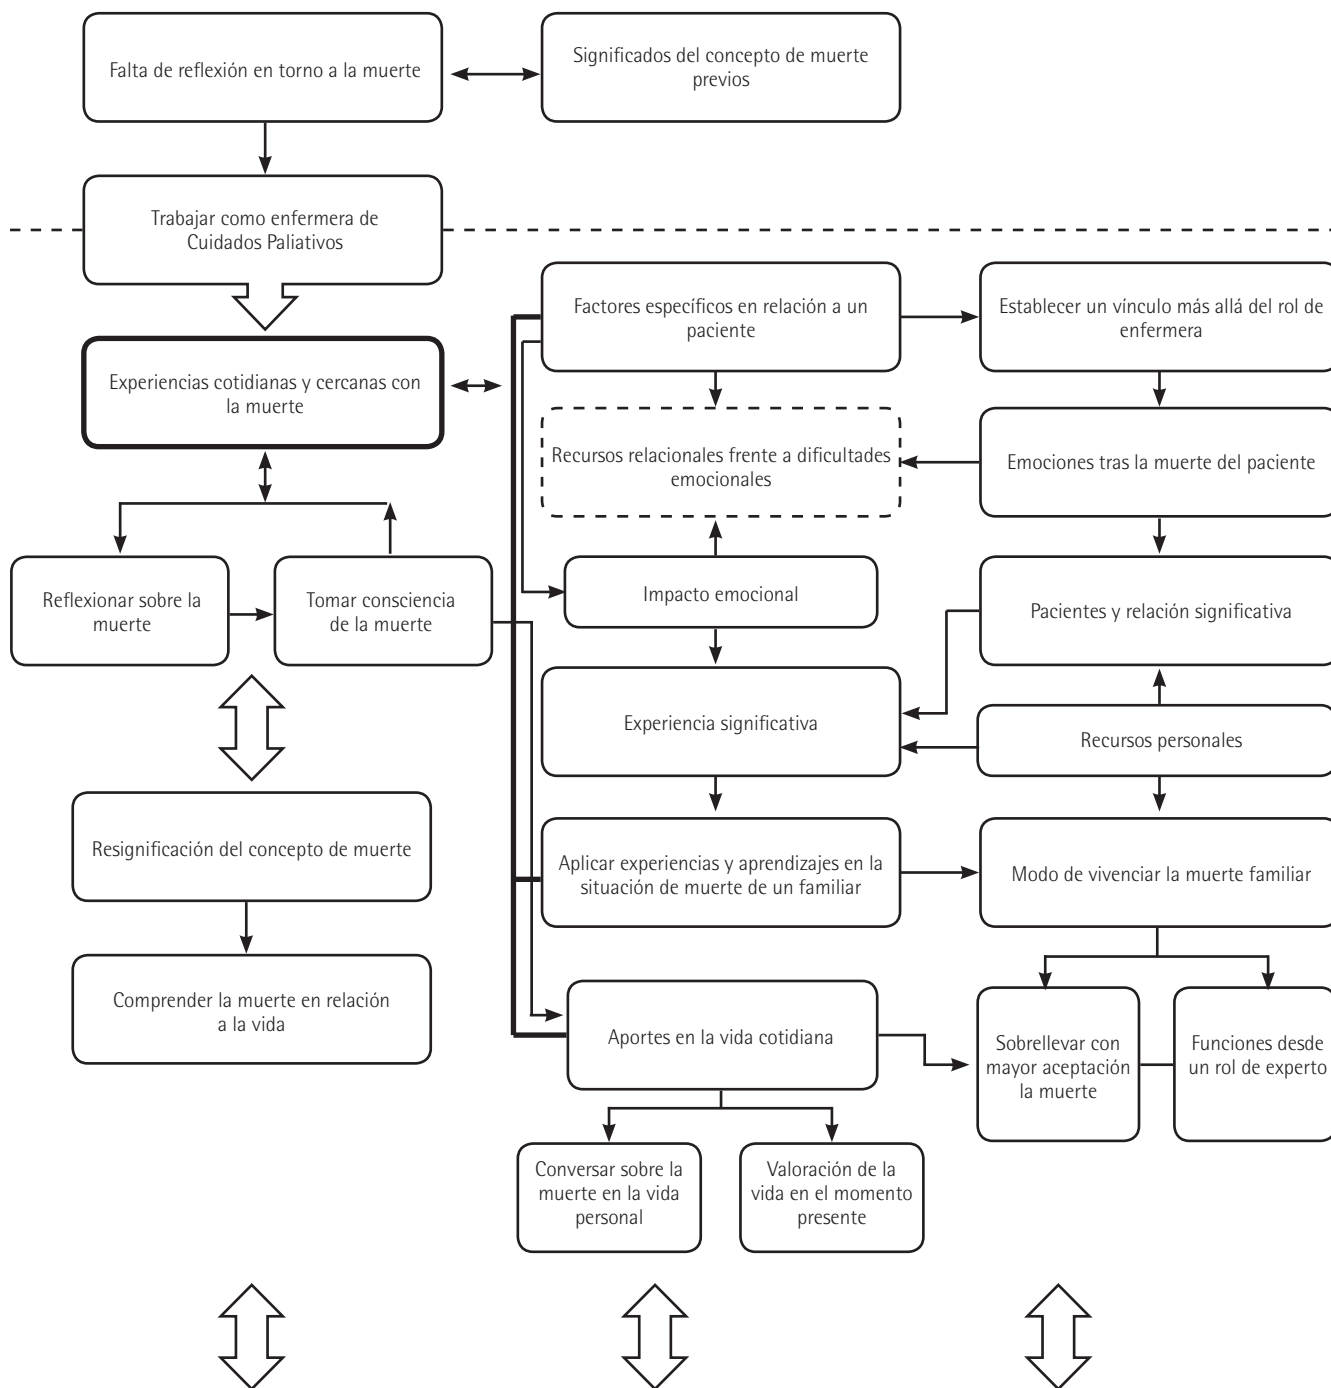 Falta de reflexión en torno a la muerte
Significados del concepto de muerte
previos
Trabajar como enfermera de
Cuidados Paliativos
Factores específicos en relación a un
paciente
Establecer un vínculo más allá del rol de
enfermera
Experiencias cotidianas y cercanas con
la muerte
Recursos relacionales frente a dificultades
emocionales
Emociones tras la muerte del paciente
Reflexionar sobre la
muerte
Tomar consciencia
de la muerte
Impacto emocional
Pacientes y relación significativa
Experiencia significativa
Recursos personales
Resignificación del concepto de muerte
Aplicar experiencias y aprendizajes en la
situación de muerte de un familiar
Modo de vivenciar la muerte familiar
Comprender la muerte en relación
a la vida
Aportes en la vida cotidiana
Sobrellevar con
mayor aceptación
la muerte
Funciones desde
un rol de experto
Conversar sobre la
muerte en la vida
personal
Valoración de la
vida en el momento
presente